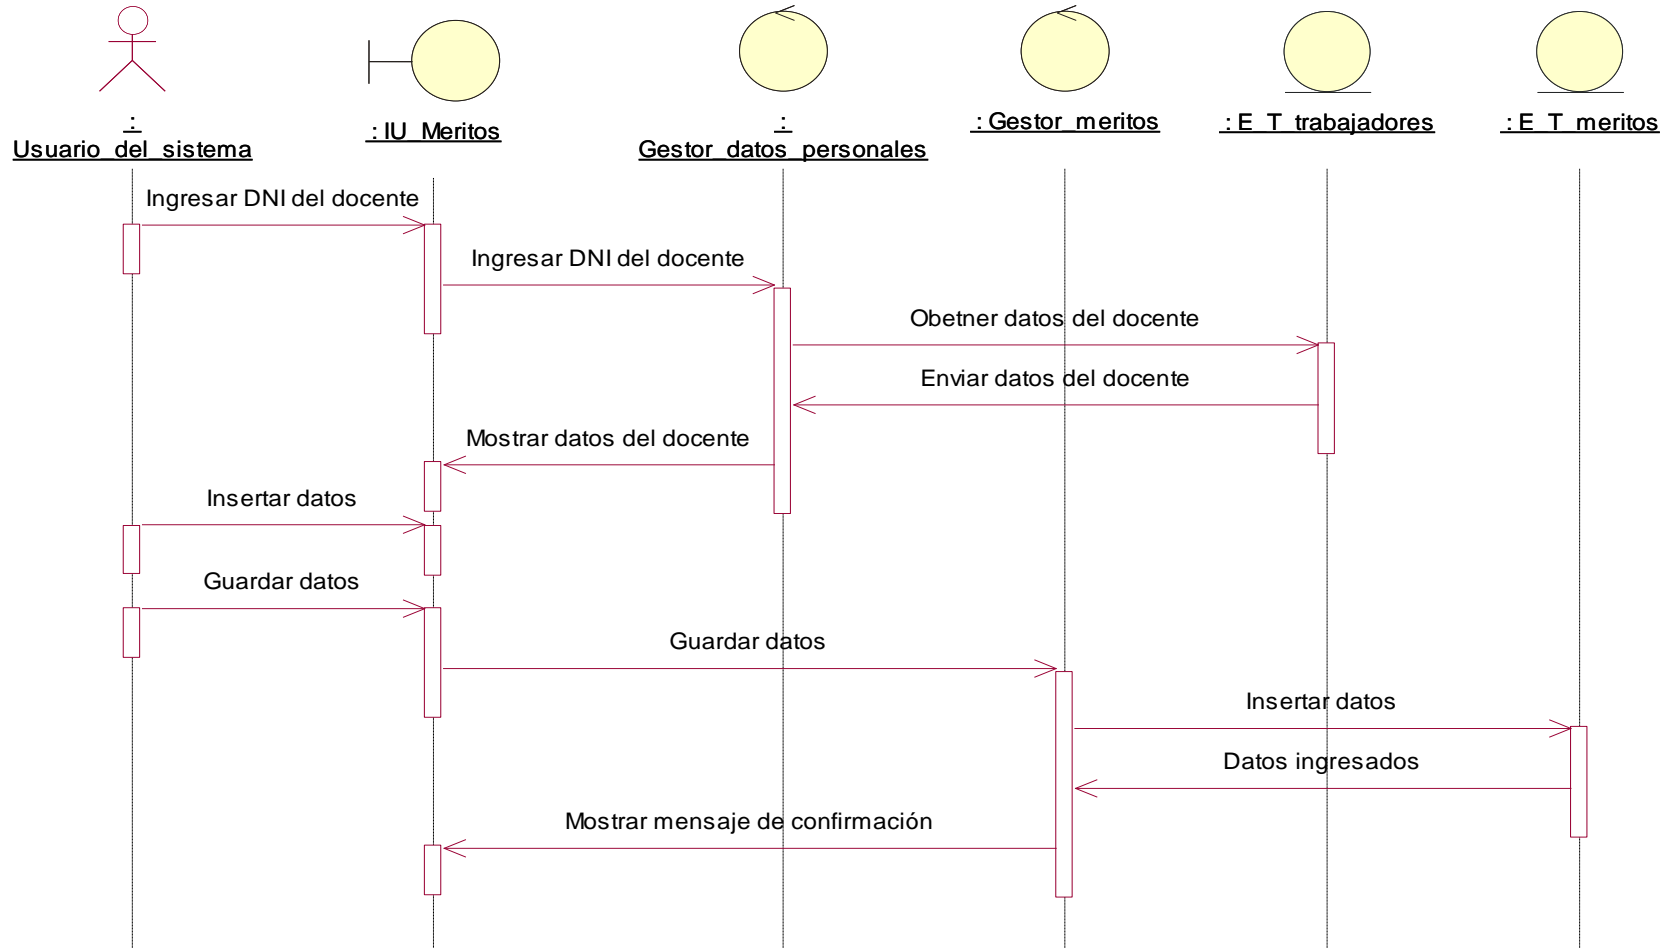 :
Usuario_del_sistema
: IU_Meritos
:
Gestor_datos_personales
: Gestor_meritos
: E_T_trabajadores
: E_T_meritos
Ingresar DNI del docente
Ingresar DNI del docente
Obetner datos del docente
Enviar datos del docente
Mostrar datos del docente
Insertar datos
Guardar datos
Guardar datos
Insertar datos
Datos ingresados
Mostrar mensaje de confirmación